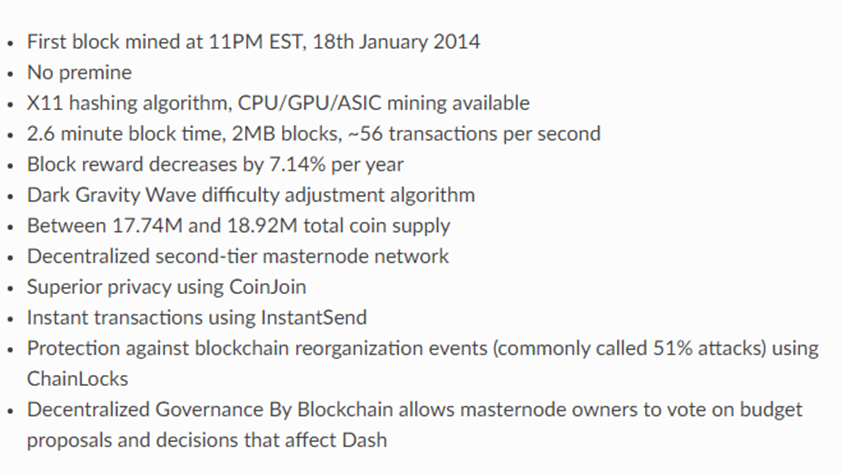 • First block mined at 11PM EST, 18th January 2014
• No premine
• X11 hashing algorithm, CPU/GPU/ASIC mining available
• 2.6 minute block time, 2MB blocks, ~56 transactions per second
• Block reward decreases by 7.14% per year
• Dark Gravity Wave difficulty adjustment algorithm
• Between 17.74M and 18.92M total coin supply
• Decentralized second-tier masternode network
• Superior privacy using CoinJoin
• Instant transactions using InstantSend
• Protection against blockchain reorganization events (commonly called 51% attacks) using
ChainLocks
• Decentralized Governance By Blockchain allows masternode owners to vote on budget
proposals and decisions that affect Dash